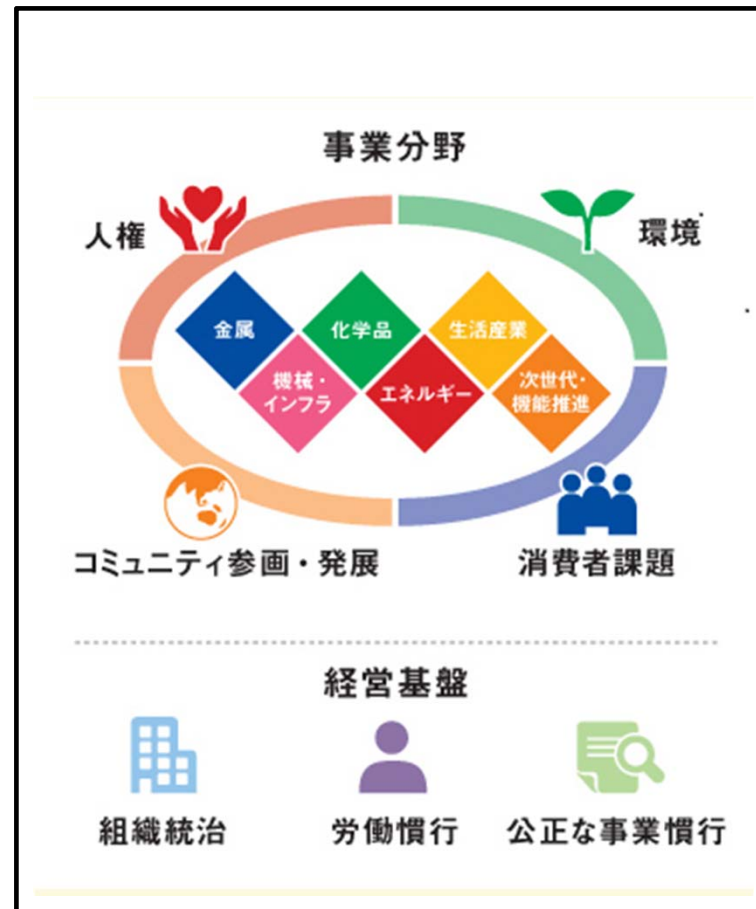 事業分野
人権
環境
金属
化学品
生活産業
機械・
インフラ
エネルギー
次世代・
機能推進
コミュニティ参画・発展
消費者課題
経営基盤
組織統治
労働慣行
公正な事業慣行